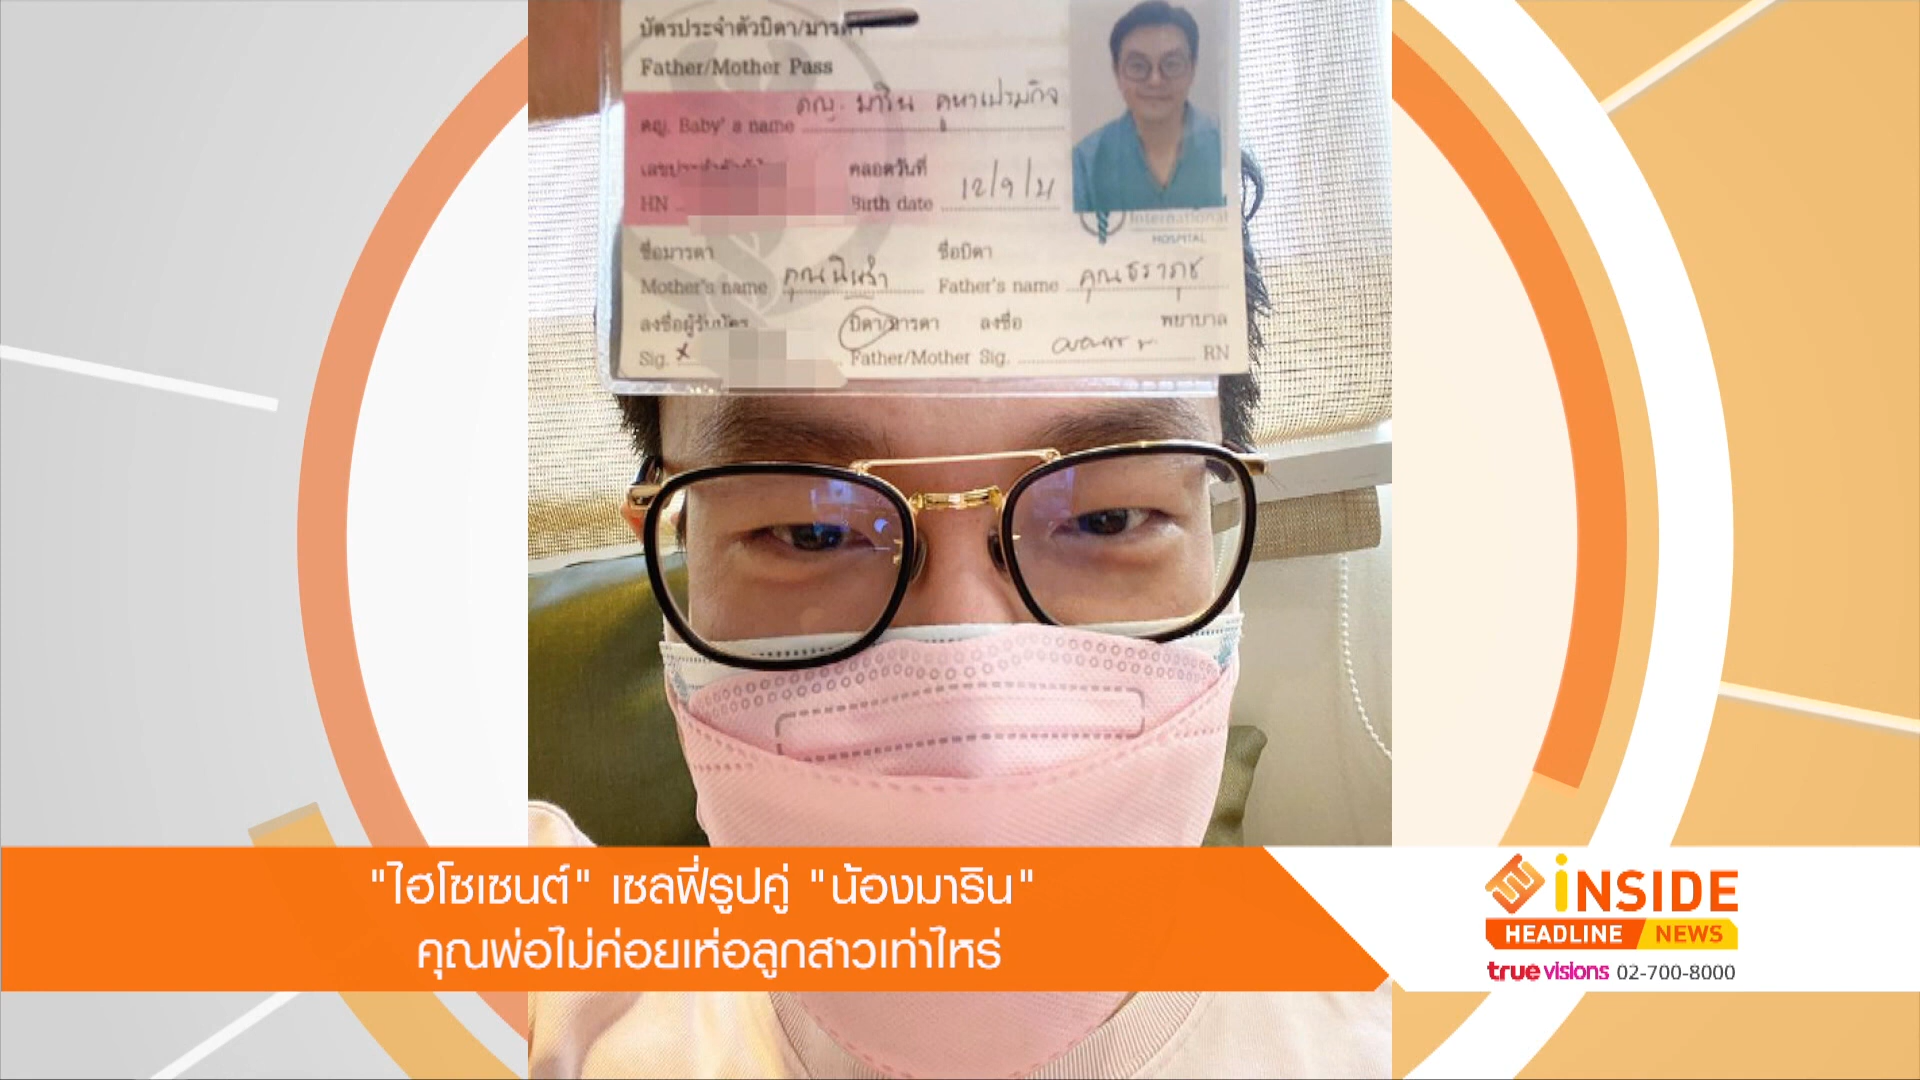 บัตรประจำตัวบิดา/มารดา
Father/Mother Pass
ดญ. มาริน คูหาเปรมกิจ
ดญ. Baby's name
คลอดวันที่
HN
Birth date 12/9/21
International
HOSPITAL
ชื่อมารดา ชื่อบิดา
Mother's name คุณนิหร่า Father's name คุณธราภุช
ลงชื่อผู้รับบัตร บิดา/มารดา ลงชื่อ พยาบาล
Sig. x Father/Mother Sig. RN
"ไฮโซเซนต์" เซลฟี่รูปคู่ "น้องมาริน"
คุณพ่อไม่ค่อยเห่อลูกสาวเท่าไหร่
iNSIDE
HEADLINE NEWS
truevisions 02-700-8000